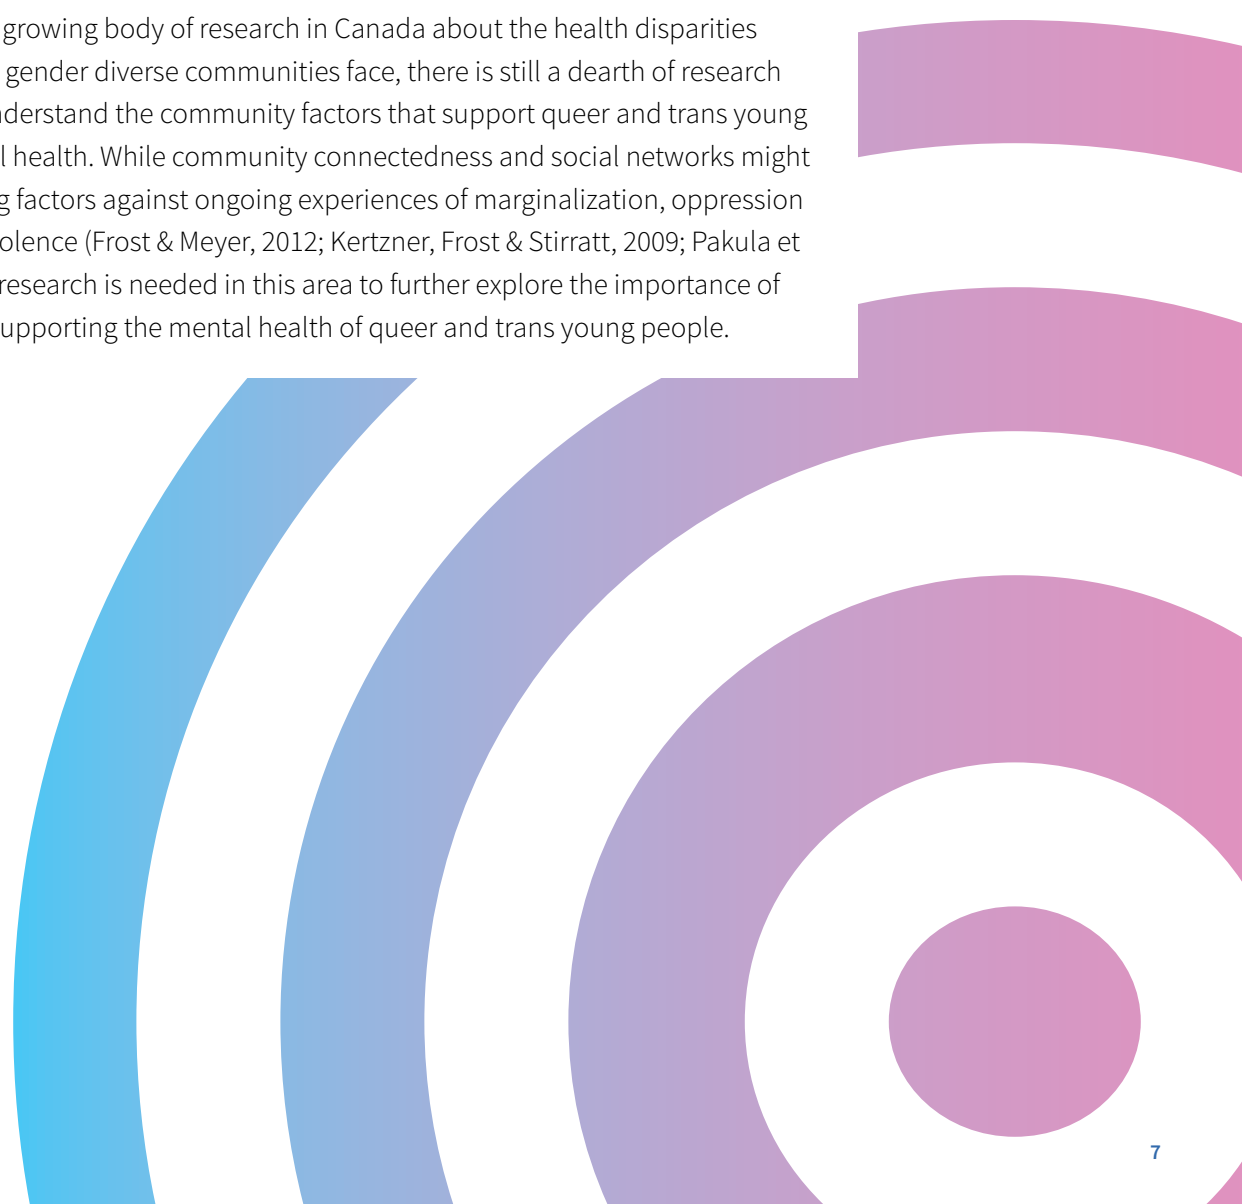 growing body of research in Canada about the health disparities
gender diverse communities face, there is still a dearth of research
nderstand the community factors that support queer and trans young
l health. While community connectedness and social networks might
g factors against ongoing experiences of marginalization, oppression
olence (Frost & Meyer, 2012; Kertzner, Frost & Stirratt, 2009; Pakula et
research is needed in this area to further explore the importance of
upporting the mental health of queer and trans young people.
7